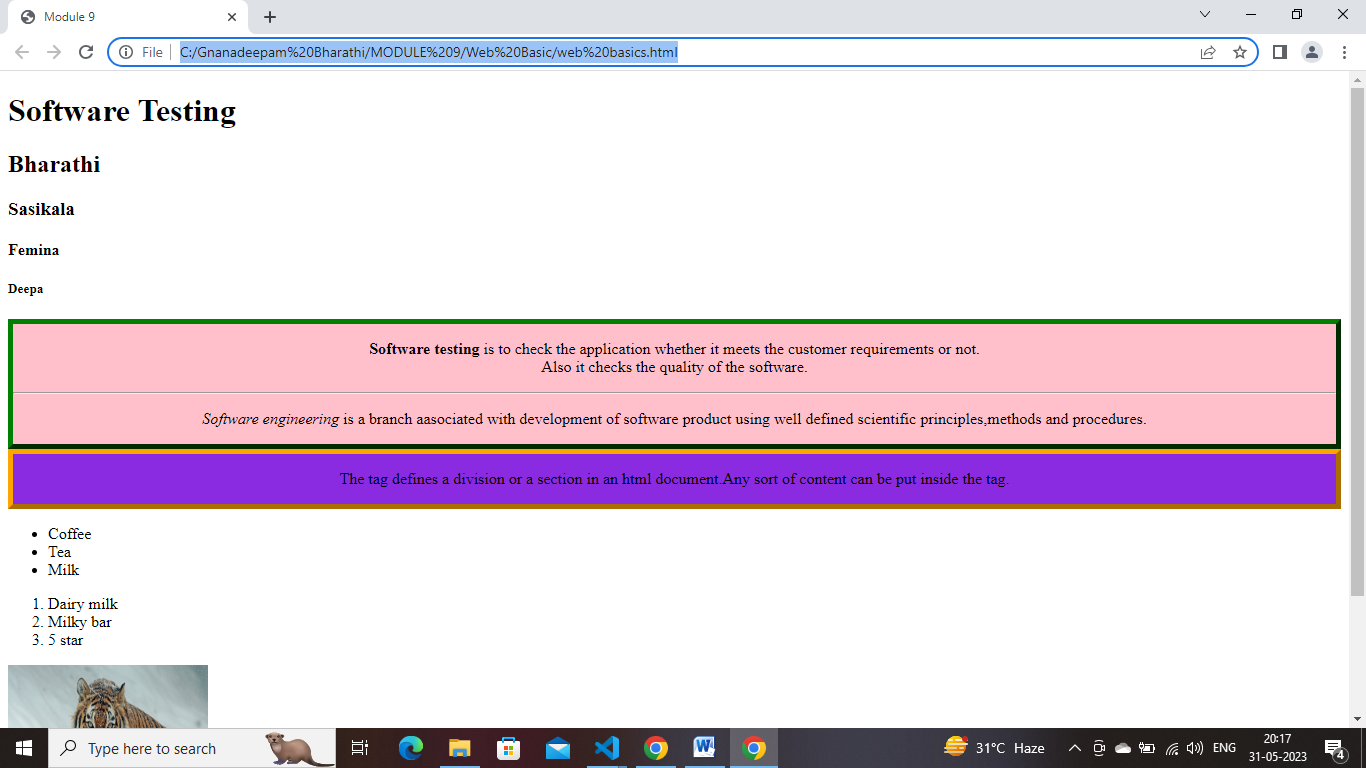 Module 9
File
C:/Gnanadeepam%20Bharathi/MODULE%209/Web%20Basic/web%20basics.html
Software Testing
Bharathi
Sasikala
Femina
Deepa
Software testing is to check the application whether it meets the customer requirements or not.
Also it checks the quality of the software.
Software engineering is a branch aasociated with development of software product using well defined scientific principles,methods and procedures.
The tag defines a division or a section in an html document.Any sort of content can be put inside the tag.
Coffee
Tea
Milk
1. Dairy milk
2. Milky bar
3. 5 star
Type here to search
31°C Haze
ENG
20:17
31-05-2023
4